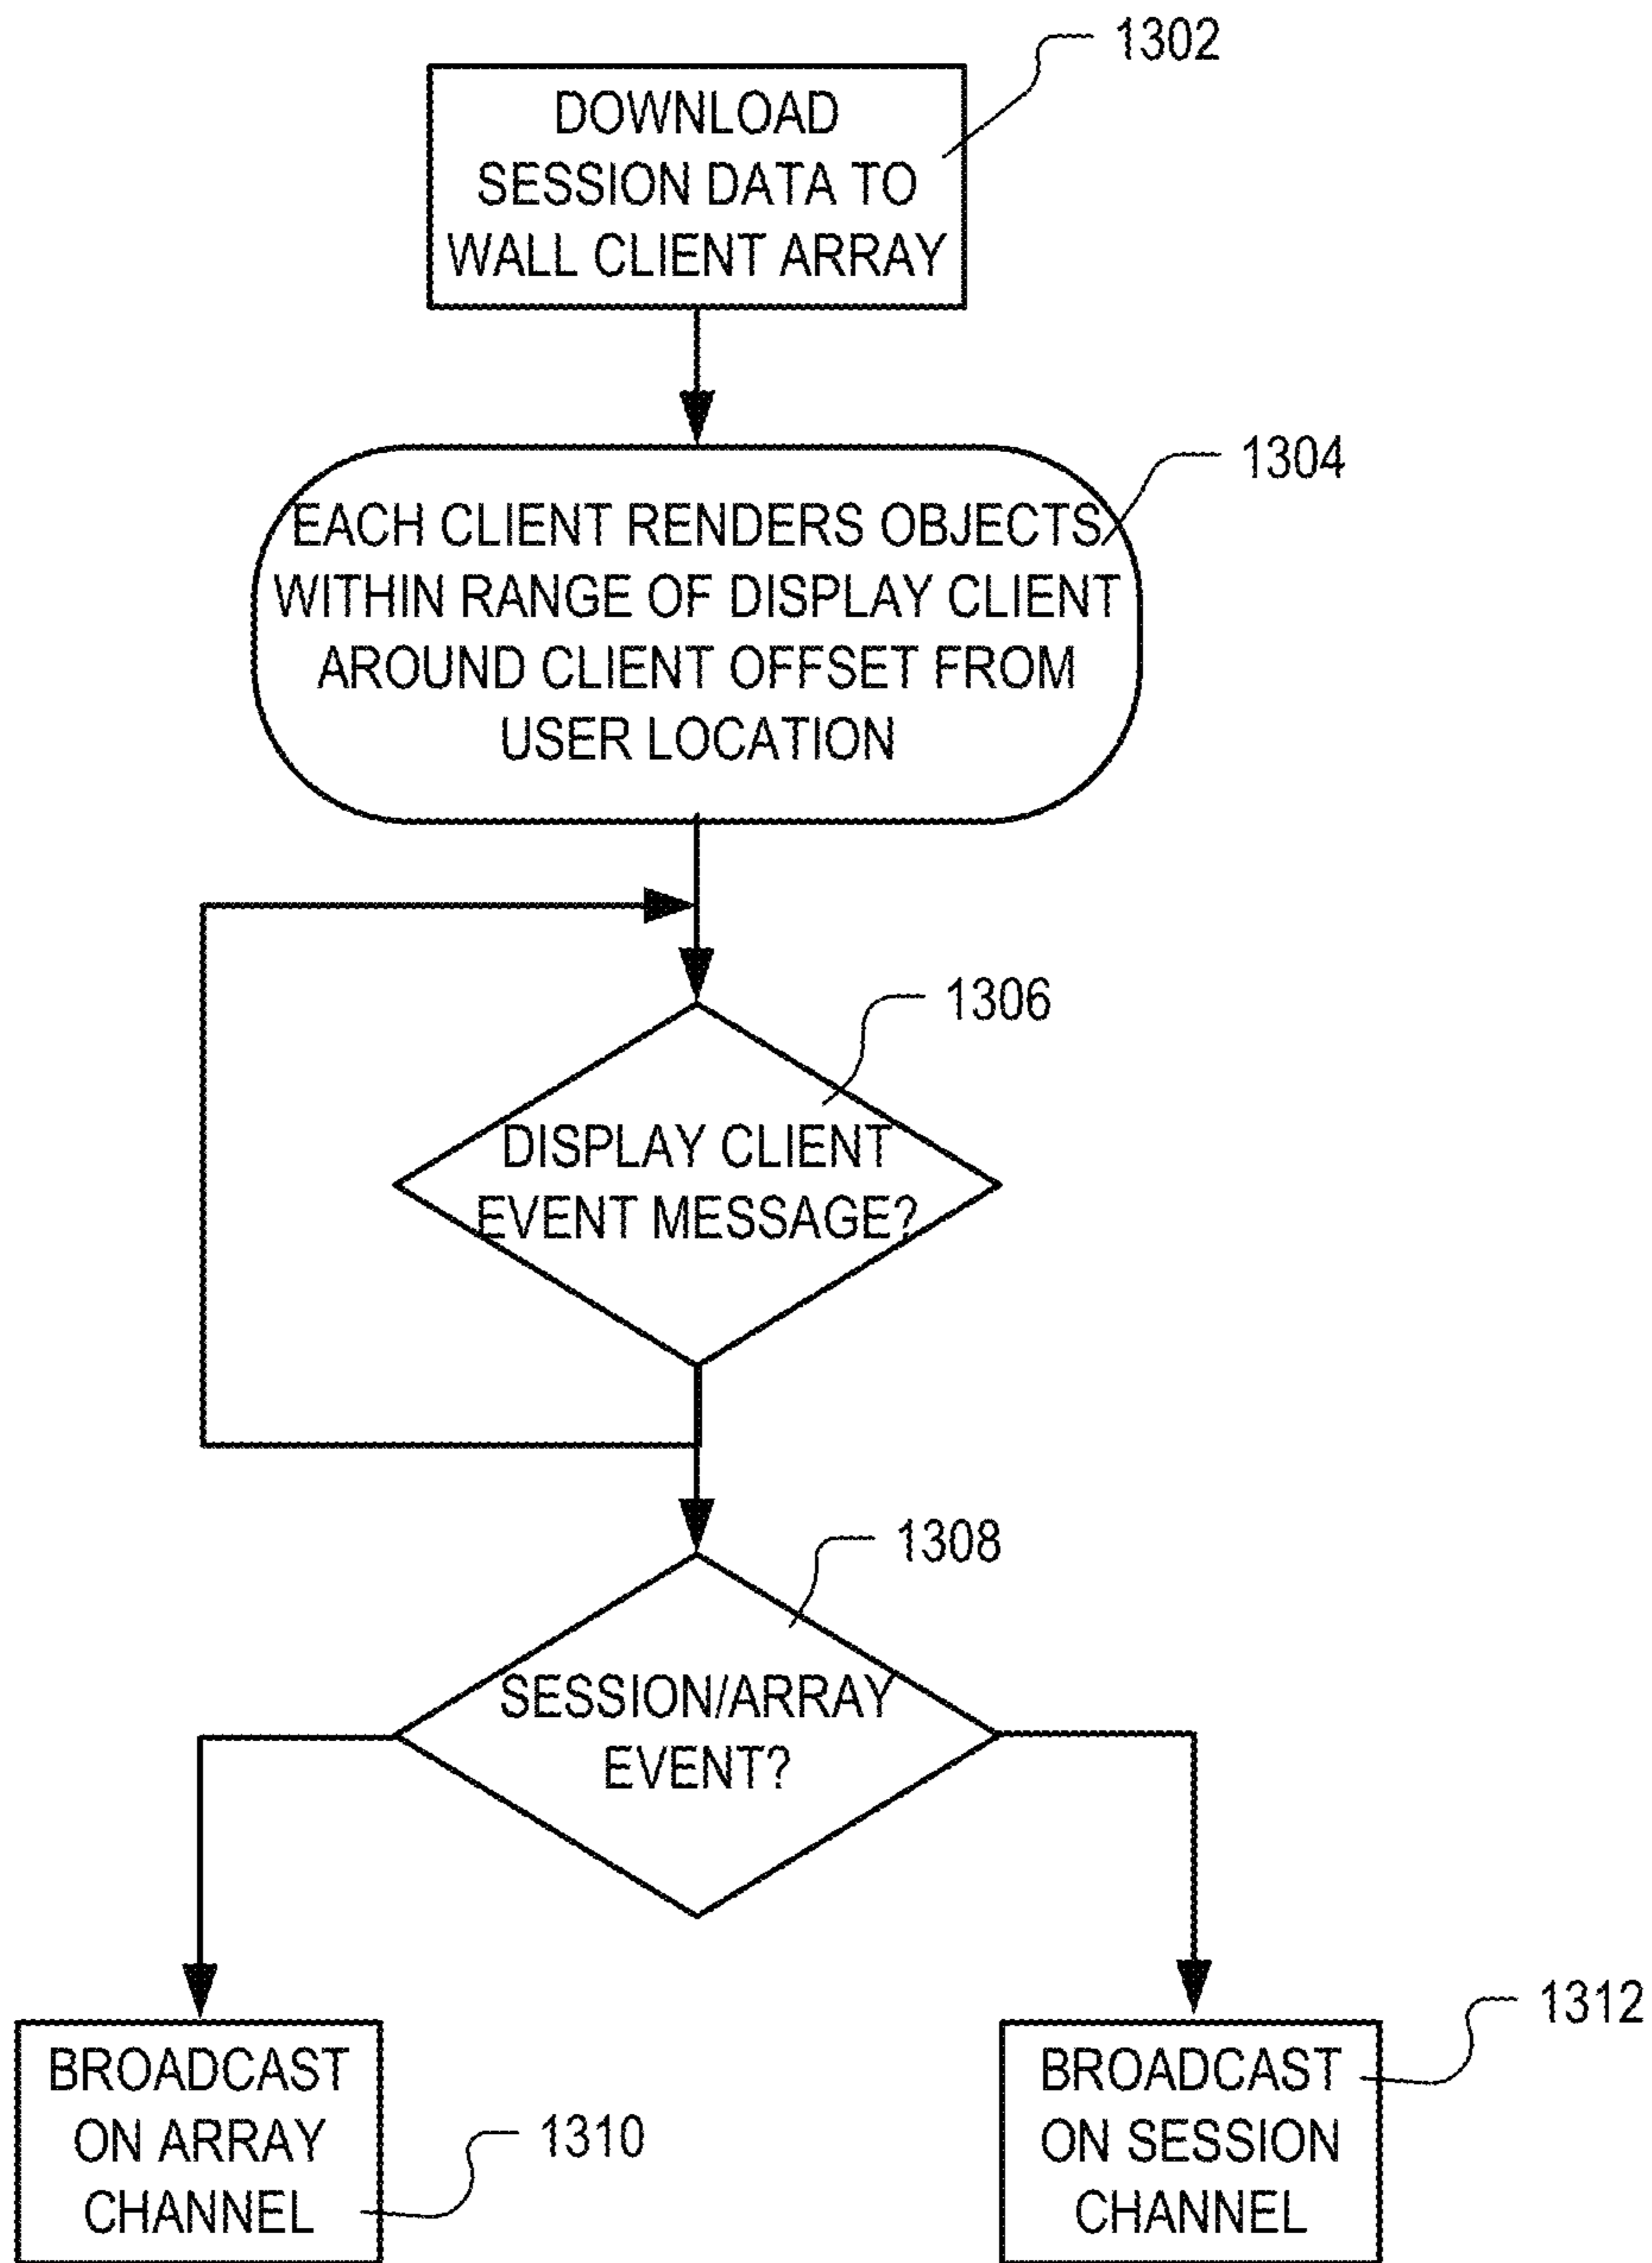 1302
DOWNLOAD
SESSION DATA TO
WALL CLIENT ARRAY
1304
EACH CLIENT RENDERS OBJECTS
WITHIN RANGE OF DISPLAY CLIENT
AROUND CLIENT OFFSET FROM
USER LOCATION
1306
DISPLAY CLIENT
EVENT MESSAGE?
1308
SESSION/ARRAY
EVENT?
BROADCAST
ON ARRAY
CHANNEL
1310
1312
BROADCAST
ON SESSION
CHANNEL